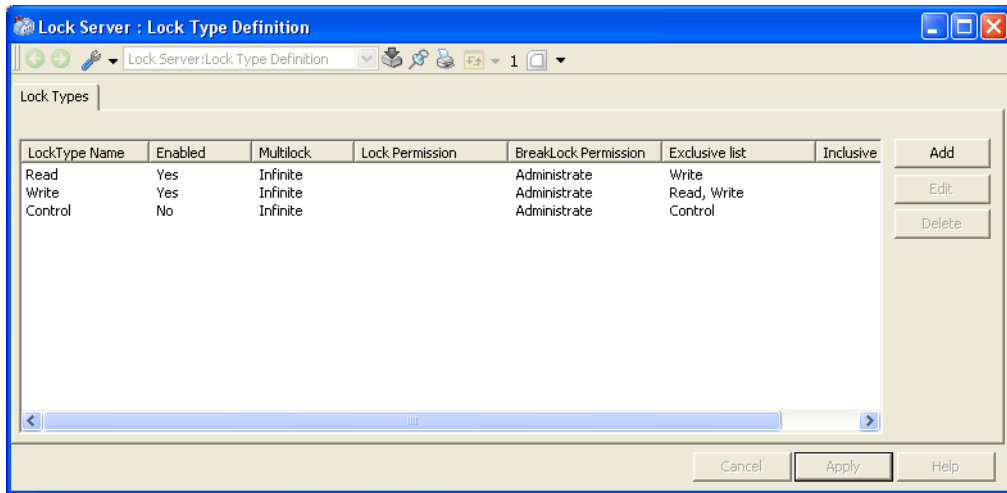 Lock Server : Lock Type Definition
Lock Server:Lock Type Definition 1
Lock Types
LockType Name Enabled Multilock Lock Permission BreakLock Permission Exclusive list Inclusive Add
Read Yes Infinite Administrate Write
Write Yes Infinite Administrate Read, Write Edit
Control No Infinite Administrate Control
Delete
Cancel Apply Help